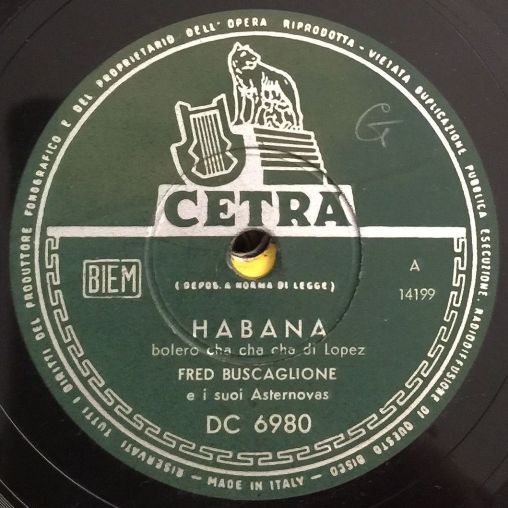 RISERVATI TUTTI I DIRITTI DEL PRODUTTORE FONOGRAFICO E DEL PROPRIETARIO DELL'OPERA RIPRODOTTA - VIETATA DUPLICAZIONE PUBBLICA ESECUZIONE, RADIODIFFUSIONE DI QUESTO DISCO
G
CETRA
BIEM
A
14199
(DEPOS. A NORMA DI LEGGE)
HABANA
bolero cha cha cha di Lopez
FRED BUSCAGLIONE
e i suoi Asternovas
DC 6980
- MADE IN ITALY -